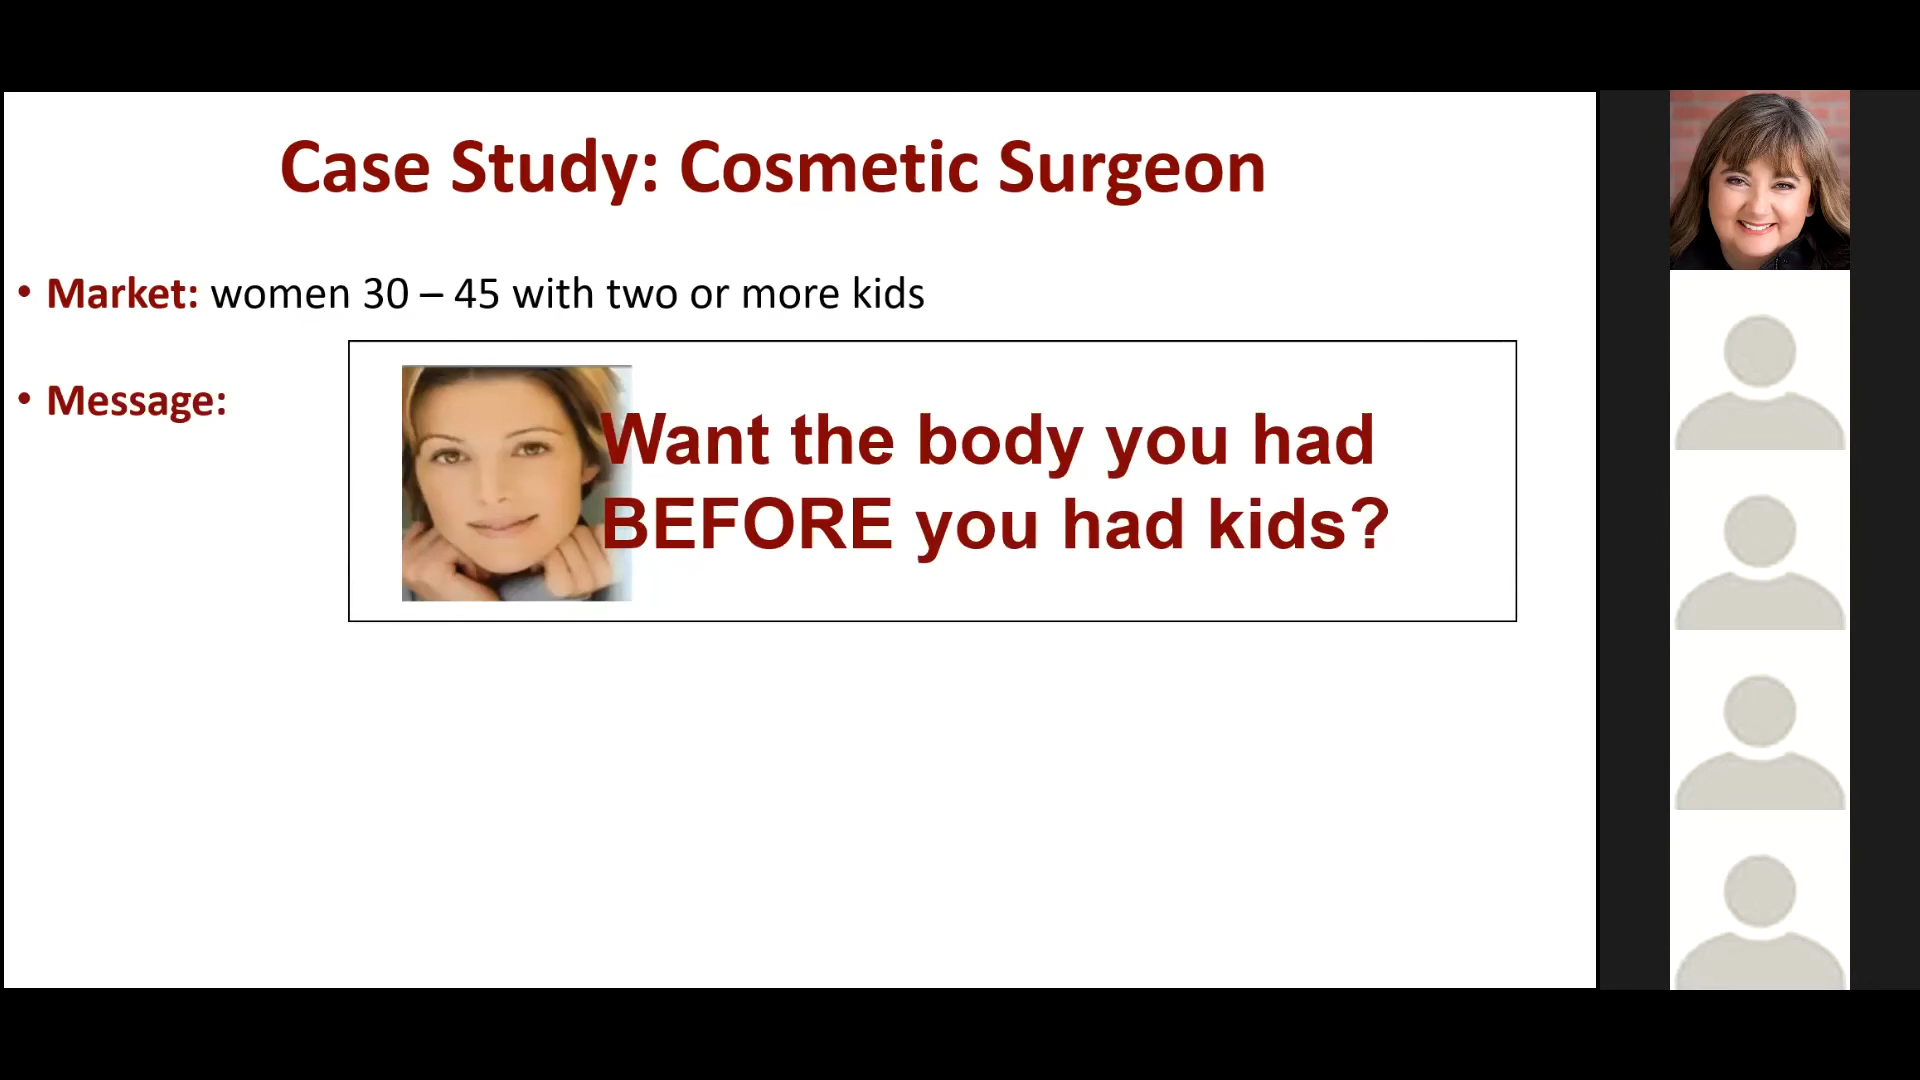 Case Study: Cosmetic Surgeon
• Market: women 30 – 45 with two or more kids
• Message:
Want the body you had
BEFORE you had kids?